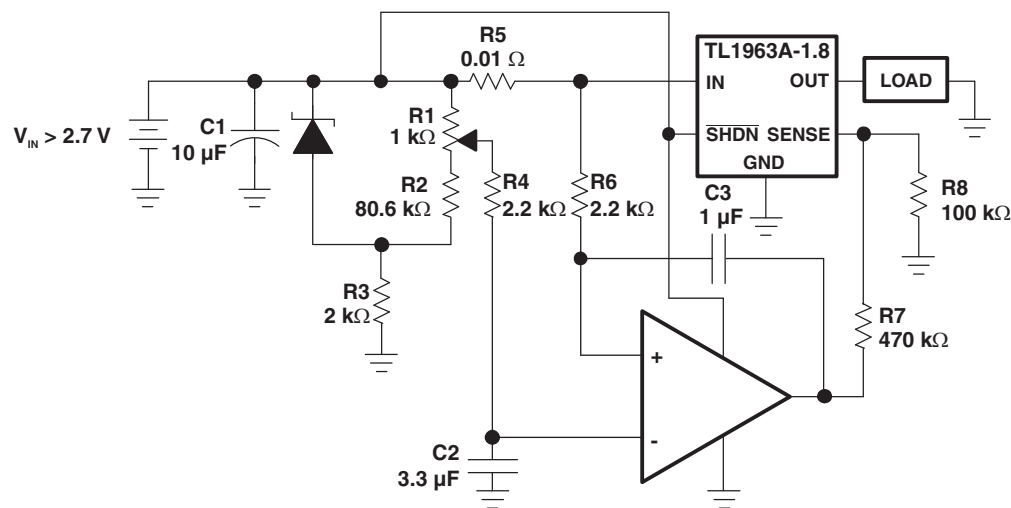 R5
0.01 Ω
TL1963A-1.8
IN
OUT
LOAD
V_IN > 2.7 V
C1
10 µF
R1
1 kΩ
SHDN
SENSE
GND
R2
80.6 kΩ
R4
2.2 kΩ
R6
2.2 kΩ
C3
1 µF
R8
100 kΩ
R3
2 kΩ
R7
470 kΩ
+
-
C2
3.3 µF